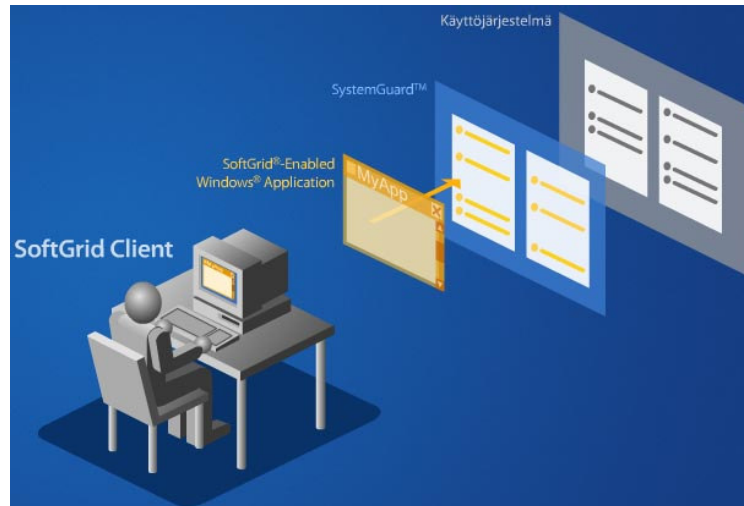 Käyttöjärjestelmä
SystemGuard™
SoftGrid®-Enabled
Windows® Application
MyApp
SoftGrid Client